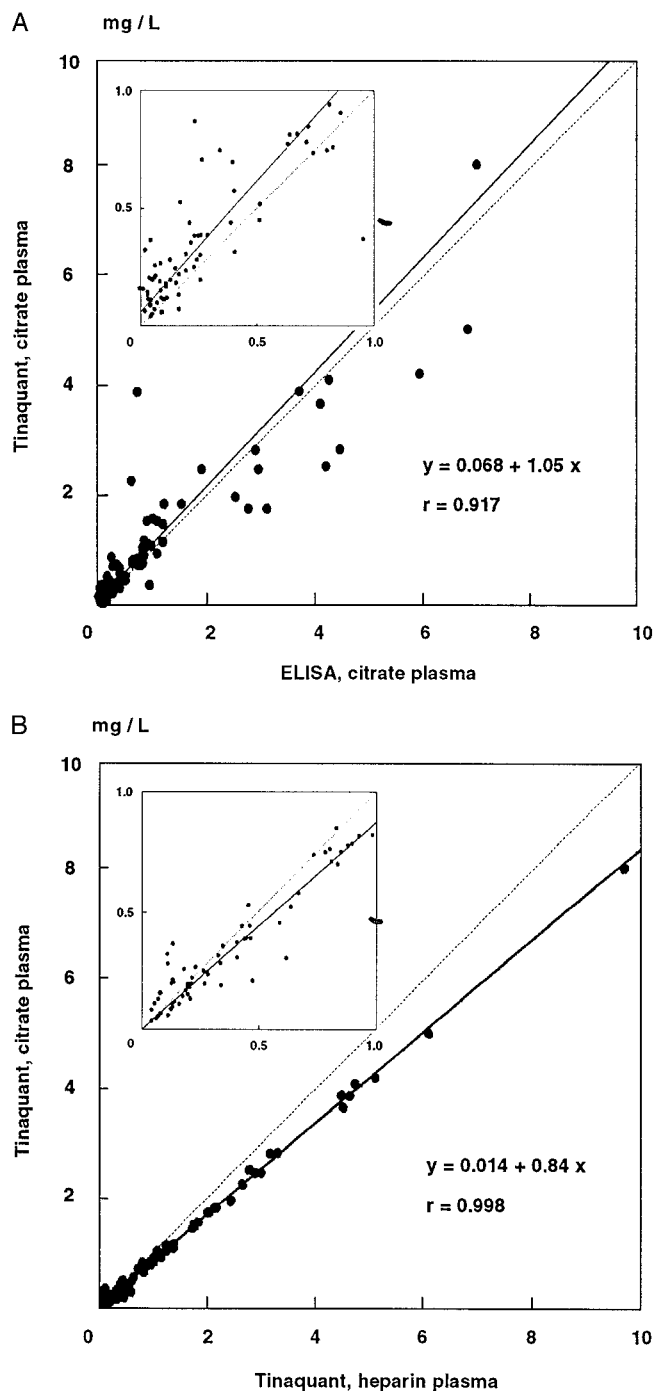 A
mg / L
10
8
6
4
2
0
2
4
6
8
10
1.0
0.5
0
0.5
1.0
Tinaquant, citrate plasma
y = 0.068 + 1.05 x
r = 0.917
ELISA, citrate plasma
B
mg / L
10
8
6
4
2
0
2
4
6
8
10
1.0
0.5
0
0.5
1.0
Tinaquant, citrate plasma
y = 0.014 + 0.84 x
r = 0.998
Tinaquant, heparin plasma